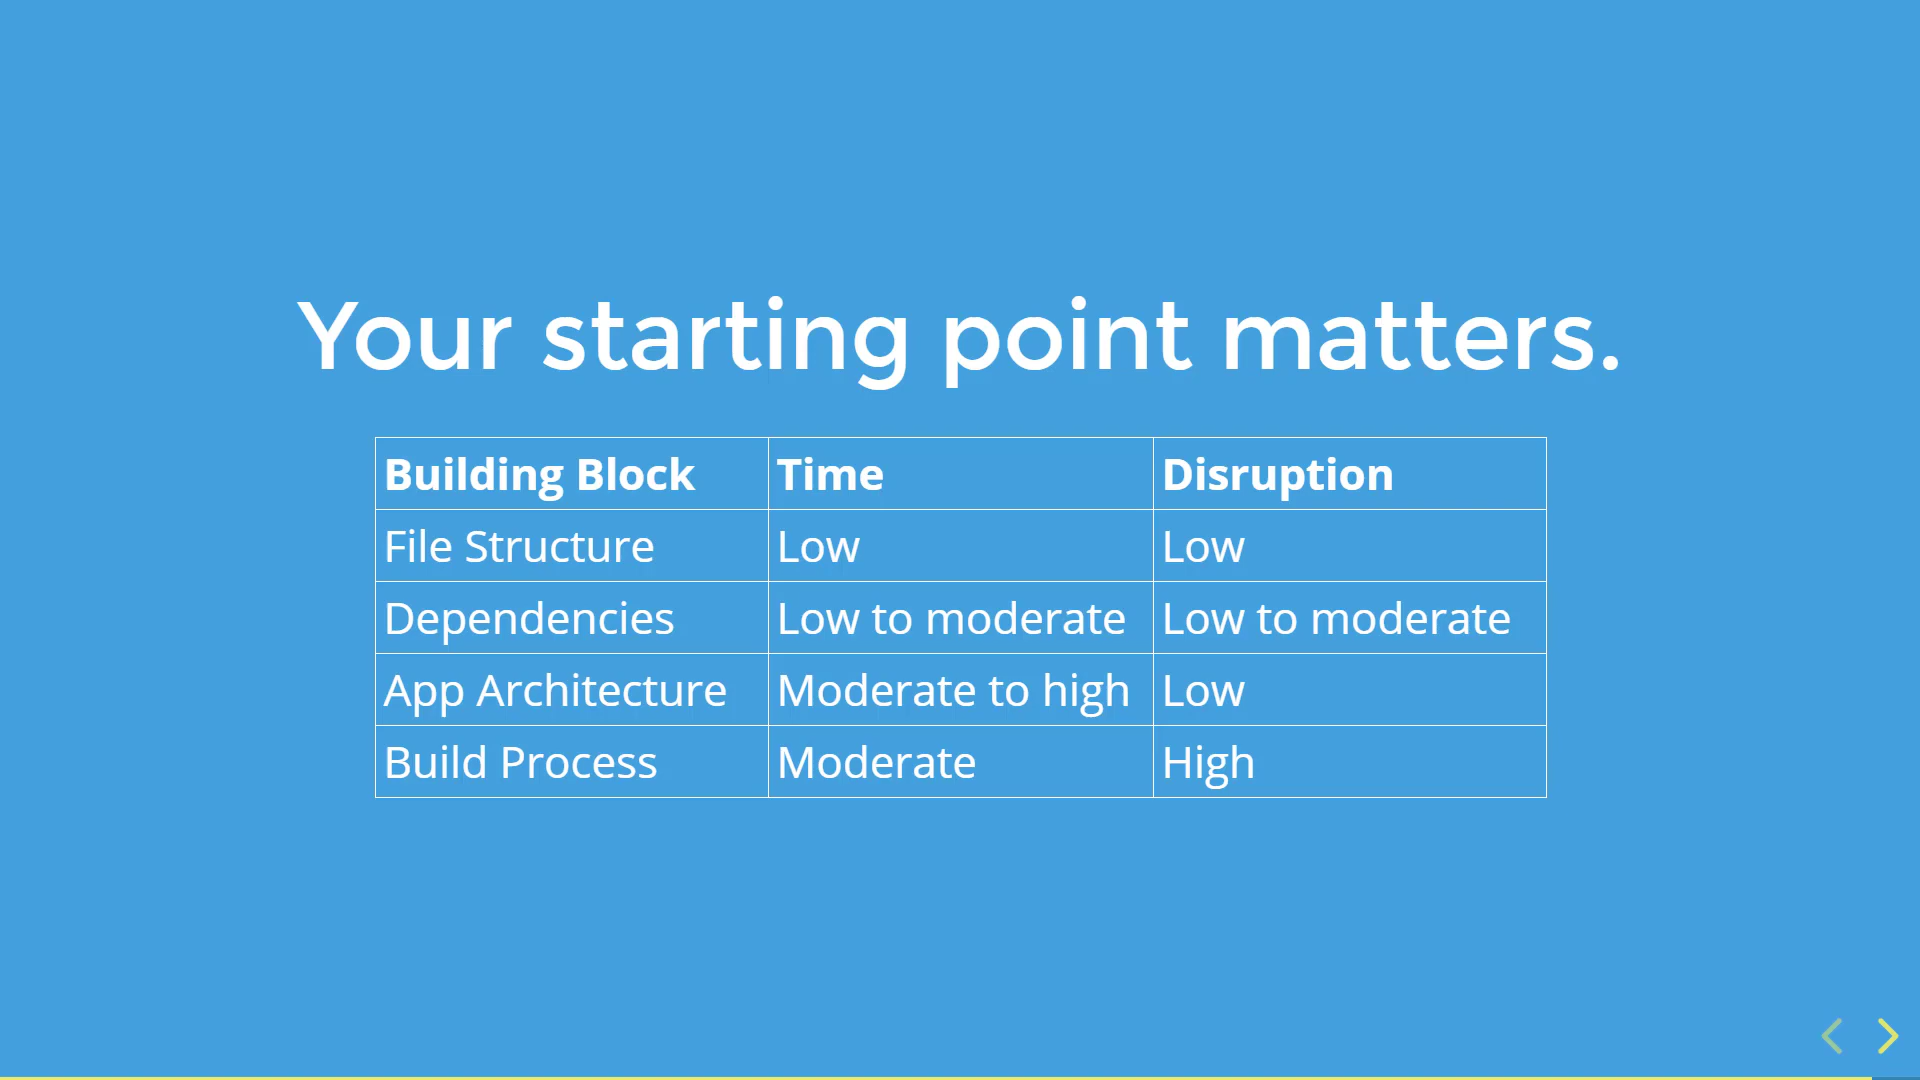 Your starting point matters.
Building Block Time Disruption
File Structure Low Low
Dependencies Low to moderate Low to moderate
App Architecture Moderate to high Low
Build Process Moderate High